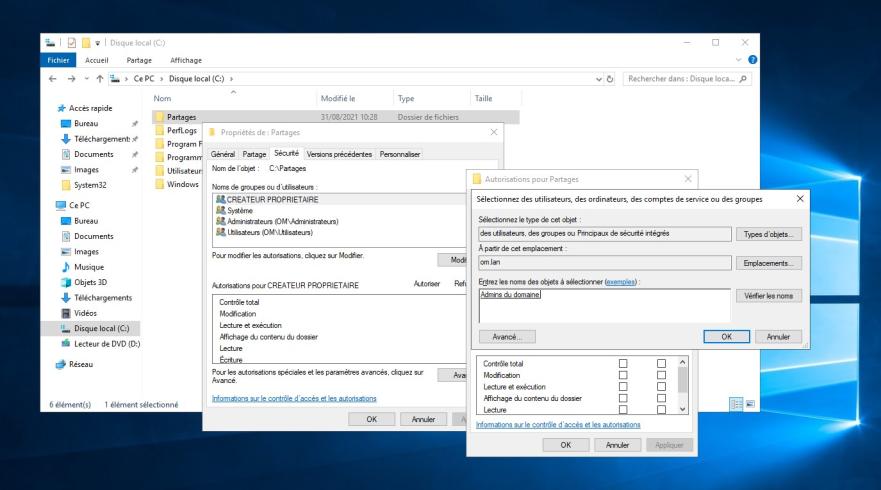 Disque local (C:)
Fichier Accueil Partage Affichage
Ce PC > Disque local (C:) >
Rechercher dans : Disque loca...
Nom Modifié le Type Taille
Accès rapide
Bureau
Téléchargements
Documents
Images
System32
Ce PC
Bureau
Documents
Images
Musique
Objets 3D
Téléchargements
Vidéos
Disque local (C:)
Lecteur de DVD (D:)
Réseau
6 élément(s) 1 élément sélectionné
Partages 31/08/2021 10:28 Dossier de fichiers
PerfLogs
Program F
Programm
Utilisateur
Windows
Propriétés de : Partages
Général Partage Sécurité Versions précédentes Personnaliser
Nom de l'objet : C:\Partages
Noms de groupes ou d'utilisateurs :
CREATEUR PROPRIETAIRE
Système
Administrateurs (OM\Administrateurs)
Utilisateurs (OM\Utilisateurs)
Pour modifier les autorisations, cliquez sur Modifier.
Modif
Autorisations pour CREATEUR PROPRIETAIRE Autoriser Refu
Contrôle total
Modification
Lecture et exécution
Affichage du contenu du dossier
Lecture
Écriture
Pour les autorisations spéciales et les paramètres avancés, cliquez sur Avancé.
Ava
Informations sur le contrôle d'accès et les autorisations
OK Annuler A
Autorisations pour Partages
Sélectionnez des utilisateurs, des ordinateurs, des comptes de service ou des groupes
Sélectionnez le type de cet objet :
des utilisateurs, des groupes ou Principaux de sécurité intégrés
Types d'objets...
À partir de cet emplacement :
om.lan
Emplacements...
Entrez les noms des objets à sélectionner (exemples) :
Admins du domaine
Vérifier les noms
Avancé... OK Annuler
Contrôle total
Modification
Lecture et exécution
Affichage du contenu du dossier
Lecture
Informations sur le contrôle d'accès et les autorisations
OK Annuler Appliquer